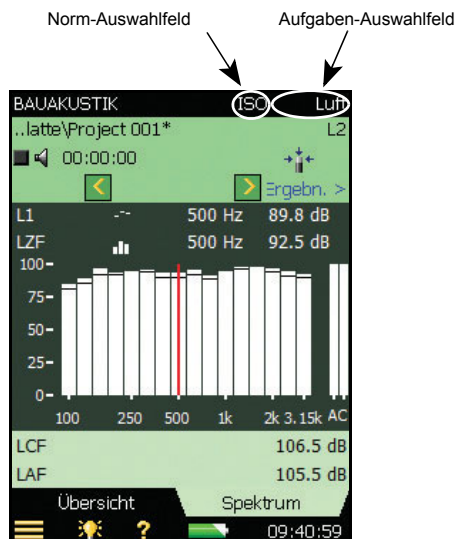 Norm-Auswahlfeld Aufgaben-Auswahlfeld
BAUAKUSTIK ISO Luft
..latte\Project 001* L2
00:00:00
< > Ergebn. >
L1 -'- 500 Hz 89.8 dB
LZF 500 Hz 92.5 dB
100
75
50
25
0
100 250 500 1k 2k 3.15k AC
LCF 106.5 dB
LAF 105.5 dB
Übersicht Spektrum
? 09:40:59